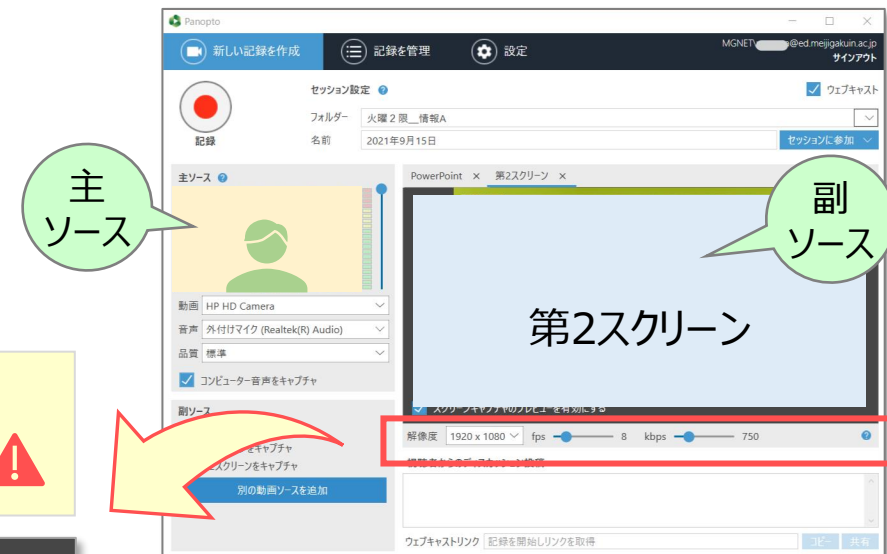 Panopto
新しい記録を作成
記録を管理
設定
@ed.meijigakuin.ac.jp
サインアウト
記録
セッション設定
ウェブキャスト
フォルダー 火曜２限__情報A
名前 2021年9月15日
セッションに参加
主
ソース
主ソース
PowerPoint × 第2スクリーン ×
副
ソース
第2スクリーン
動画 HP HD Camera
音声 外付けマイク (Realtek(R) Audio)
品質 標準
コンピューター音声をキャプチャ
スクリーンキャプチャのプレビューを有効にする
副ソース
解像度 1920 x 1080 fps 8 kbps 750
をキャプチャ
スクリーンをキャプチャ
別の動画ソースを追加
ウェブキャストリンク 記録を開始しリンクを取得
コピー 共有